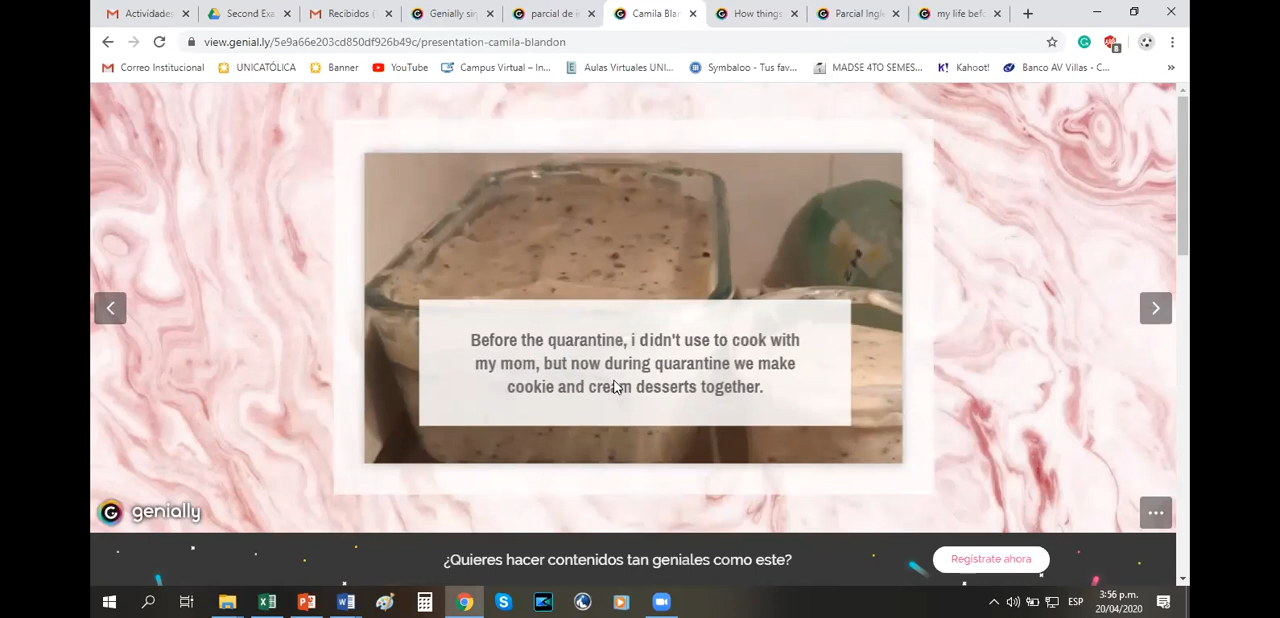 Actividades
Second Exa
Recibidos (
Genially sin
parcial de i
Camila Blan
How things
Parcial Ingle
my life befo
view.genial.ly/5e9a66e203cd850df926b49c/presentation-camila-blandon
8
Correo Institucional
UNICATÓLICA
Banner
YouTube
Campus Virtual – In...
Aulas Virtuales UNI...
Symbaloo - Tus fav...
MADSE 4TO SEMES...
Kahoot!
Banco AV Villas - C...
Before the quarantine, i didn't use to cook with
my mom, but now during quarantine we make
cookie and cream desserts together.
genially
¿Quieres hacer contenidos tan geniales como este?
Regístrate ahora
ESP
3:56 p.m.
20/04/2020